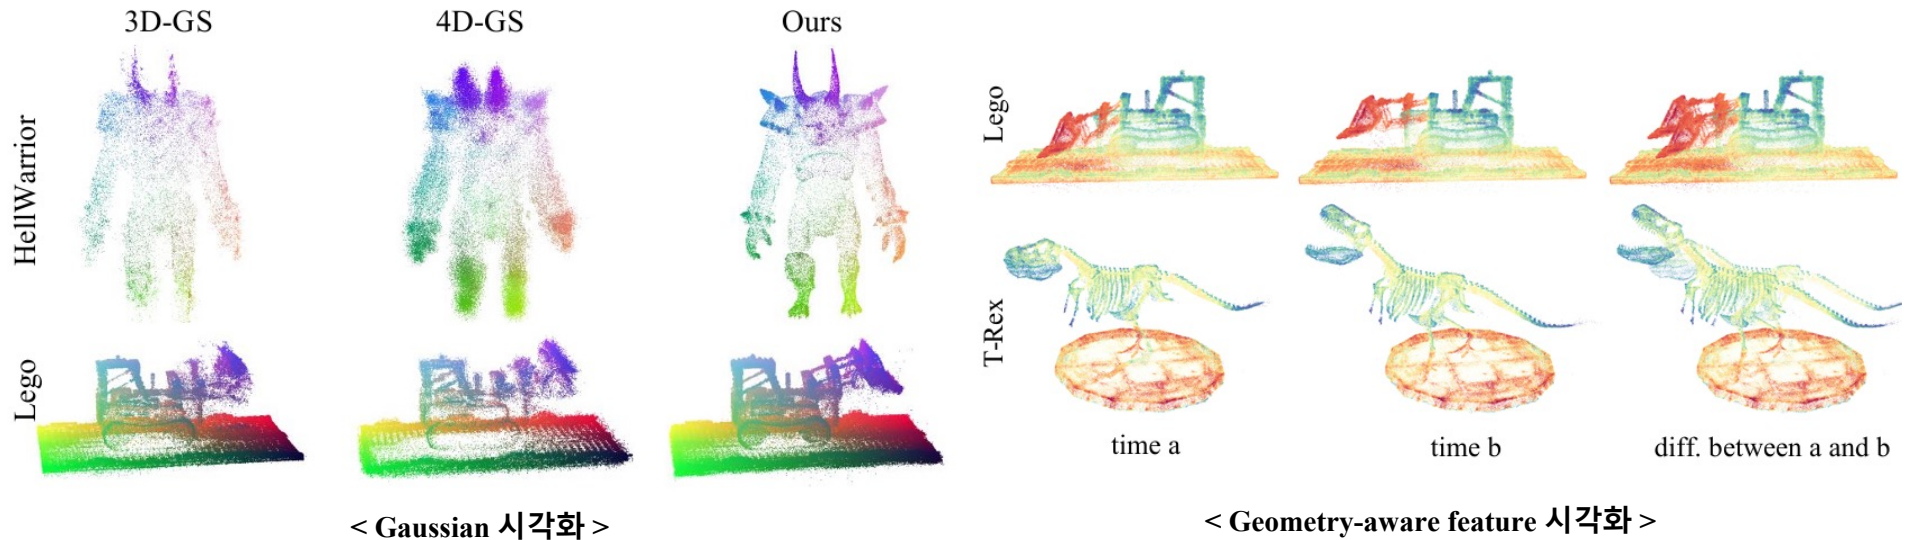 3D-GS 4D-GS Ours
HellWarrior
Lego
< Gaussian 시각화 >
Lego
T-Rex
time a time b diff. between a and b
< Geometry-aware feature 시각화 >